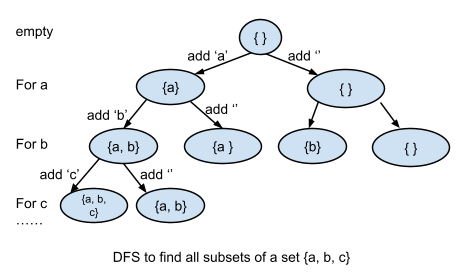 empty
{ }
add ‘a’
add ‘’
For a
{a}
{ }
add ‘b’
add ‘’
For b
{a, b}
{a }
{b}
{ }
add ‘c’
add ‘’
For c
{a, b,
c}
{a, b}
......
DFS to find all subsets of a set {a, b, c}